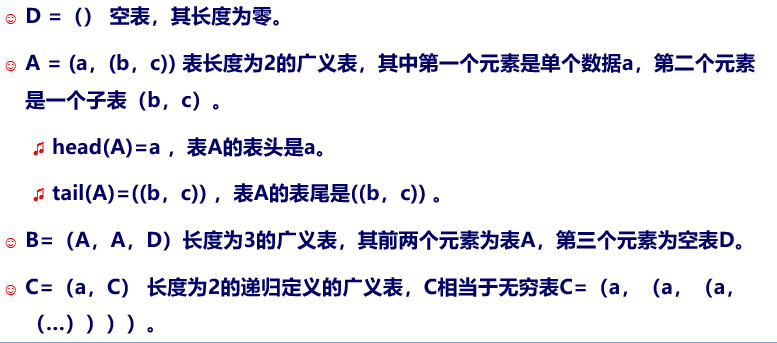 D =（） 空表，其长度为零。
A = (a，(b，c)) 表长度为2的广义表，其中第一个元素是单个数据a，第二个元素
是一个子表（b，c）。
head(A)=a ，表A的表头是a。
tail(A)=((b，c)) ，表A的表尾是((b，c)) 。
B=（A，A，D）长度为3的广义表，其前两个元素为表A，第三个元素为空表D。
C=（a，C） 长度为2的递归定义的广义表，C相当于无穷表C=（a，（a，（a，
（…））））。